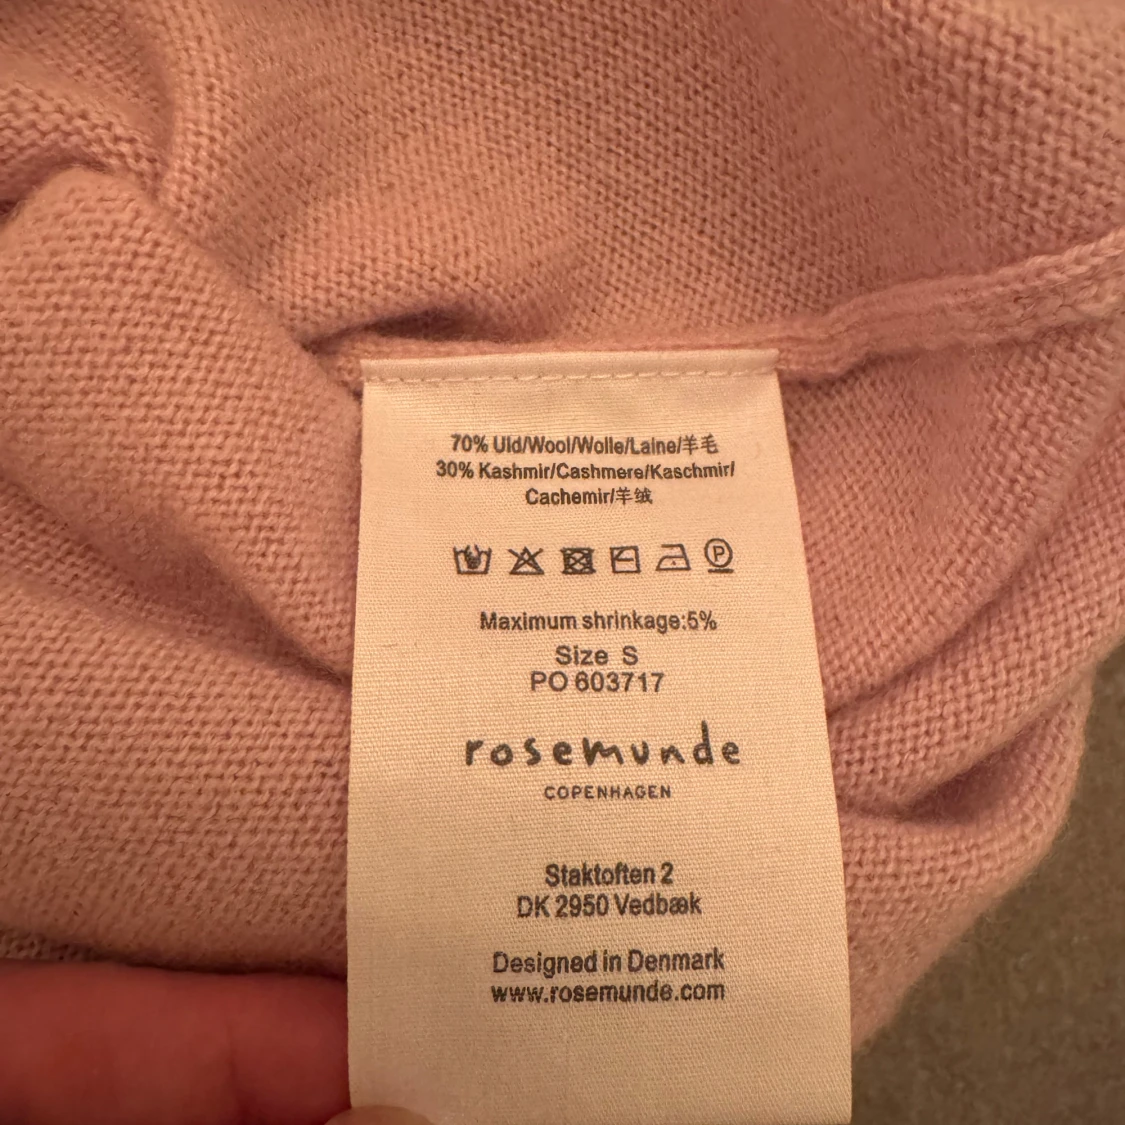 70% Uld/Wool/Wolle/Laine/羊毛
30% Kashmir/Cashmere/Kaschmir/
Cachemir/羊绒
P
Maximum shrinkage:5%
Size S
PO 603717
rosemunde
COPENHAGEN
Staktoften 2
DK 2950 Vedbæk
Designed in Denmark
www.rosemunde.com